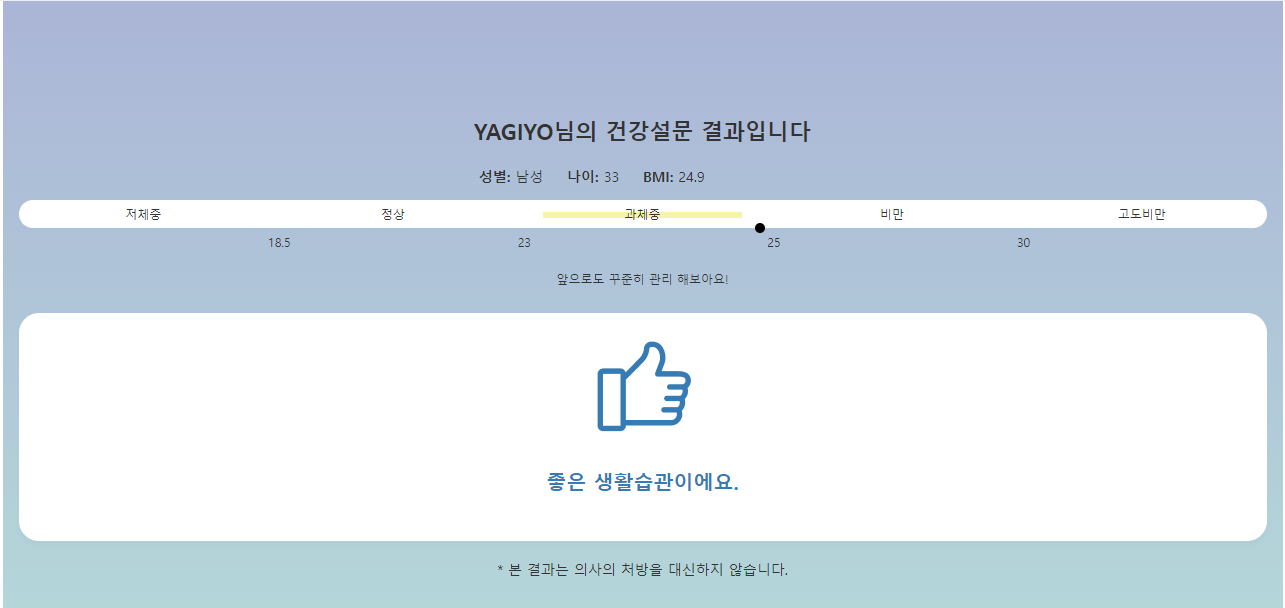 YAGIYO님의 건강설문 결과입니다
성별: 남성 나이: 33 BMI: 24.9
저체중 정상 과체중 비만 고도비만
18.5 23 25 30
앞으로도 꾸준히 관리 해보아요!
좋은 생활습관이에요.
* 본 결과는 의사의 처방을 대신하지 않습니다.